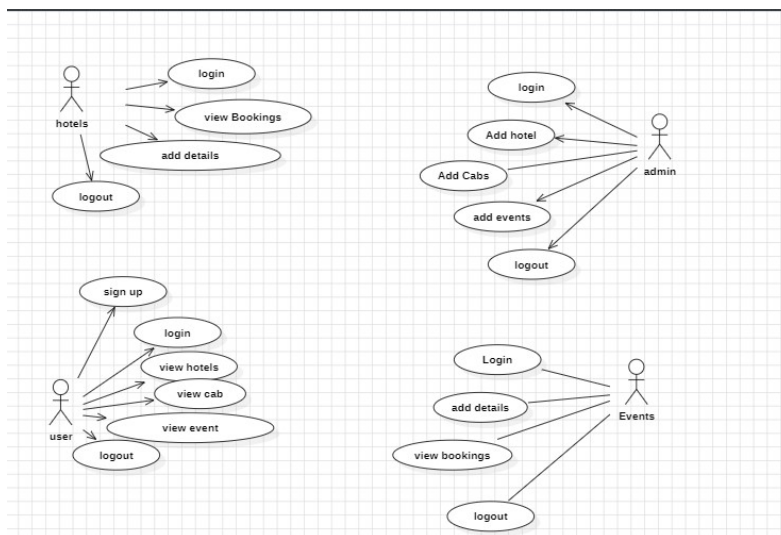 login
hotels
view Bookings
add details
logout
login
Add hotel
admin
Add Cabs
add events
logout
sign up
login
view hotels
view cab
view event
user
logout
Login
add details
Events
view bookings
logout